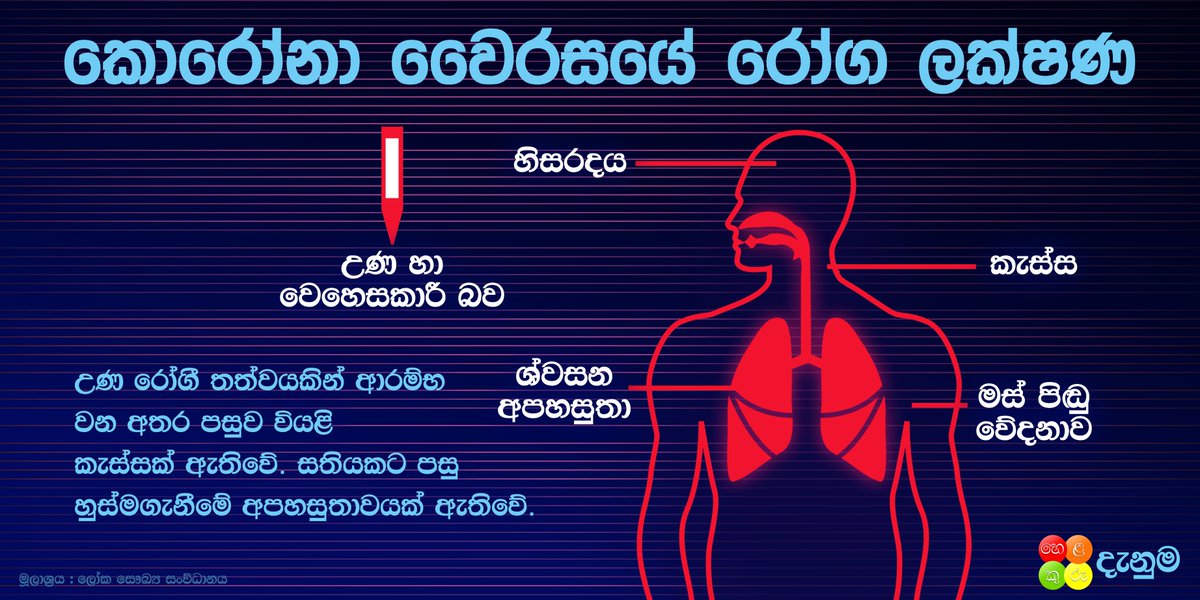 කොරෝනා වෛරසයේ රෝග ලක්ෂණ
හිසරදය
උණ හා
වෙහෙසකාරී බව
කැස්ස
ශ්වසන
අපහසුතා
මස් පිඬු
වේදනාව
උණ රෝගී තත්වයකින් ආරම්භ
වන අතර පසුව වියළි
කැස්සක් ඇතිවේ. සතියකට පසු
හුස්මගැනීමේ අපහසුතාවයක් ඇතිවේ.
මූලාශ්‍රය : ලෝක සෞඛ්‍ය සංවිධානය
හෙ ළි
කු රු
දැනුම